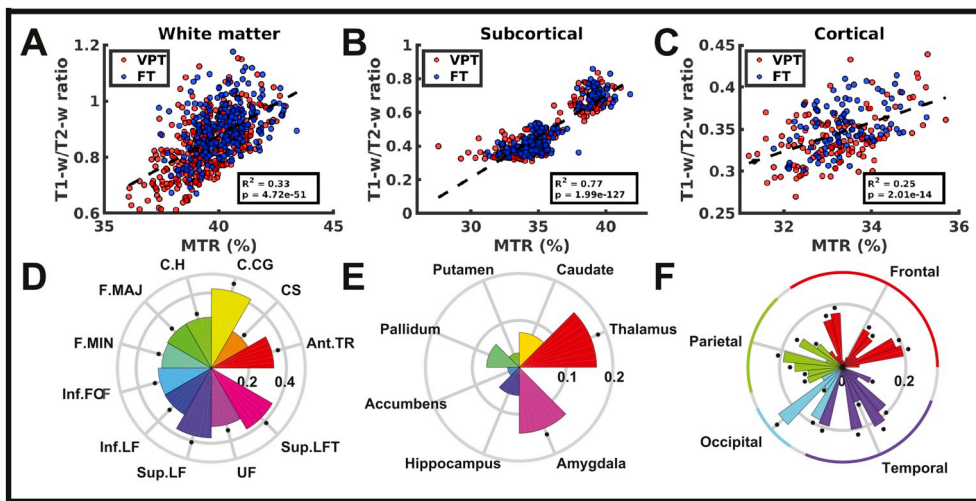 A
White matter
VPT
FT
T1-w/T2-w ratio
1.2
1
0.8
0.6
R² = 0.33
p = 4.72e-51
35
40
45
MTR (%)
B
Subcortical
VPT
FT
T1-w/T2-w ratio
1
0.8
0.6
0.4
0.2
0
R² = 0.77
p = 1.99e-127
30
35
40
MTR (%)
C
Cortical
VPT
FT
T1-w/T2-w ratio
0.45
0.4
0.35
0.3
0.25
R² = 0.25
p = 2.01e-14
32
34
36
MTR (%)
D
C.H
C.CG
F.MAJ
CS
F.MIN
Ant.TR
0.2
0.4
Inf.FOF
Inf.LF
Sup.LFT
Sup.LF
UF
E
Putamen
Caudate
Pallidum
Thalamus
0.1
0.2
Accumbens
Hippocampus
Amygdala
F
Frontal
Parietal
0
0.2
Occipital
Temporal